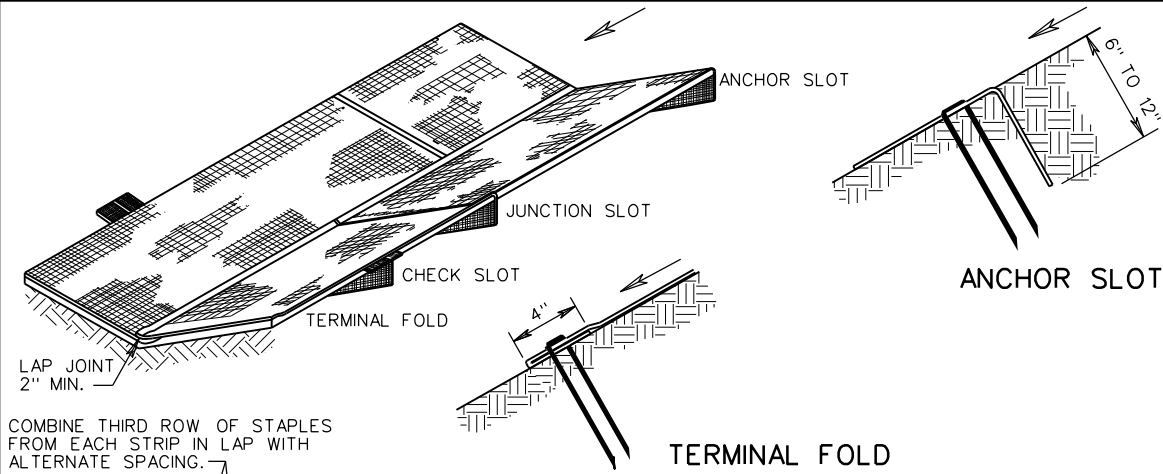 ANCHOR SLOT
6" TO 12"
JUNCTION SLOT
ANCHOR SLOT
CHECK SLOT
4"
TERMINAL FOLD
LAP JOINT
2" MIN.
COMBINE THIRD ROW OF STAPLES
FROM EACH STRIP IN LAP WITH
ALTERNATE SPACING.
TERMINAL FOLD